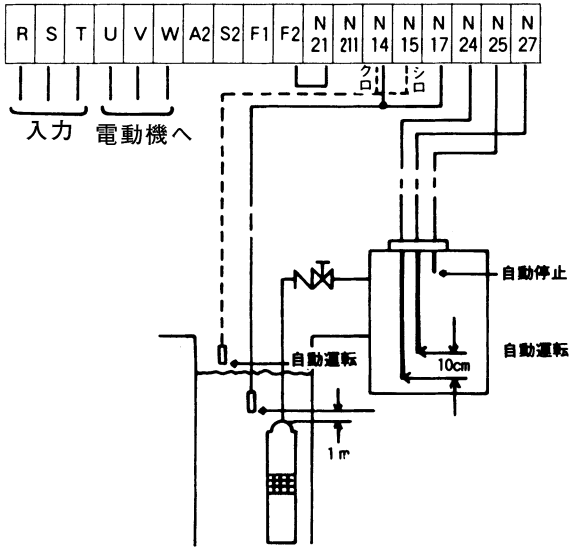 R S T U V W A2 S2 F1 F2 N21 N211 N14 N15 N17 N24 N25 N27
クロ シロ
入力 電動機へ
自動停止
自動運転 自動運転
10cm
1m